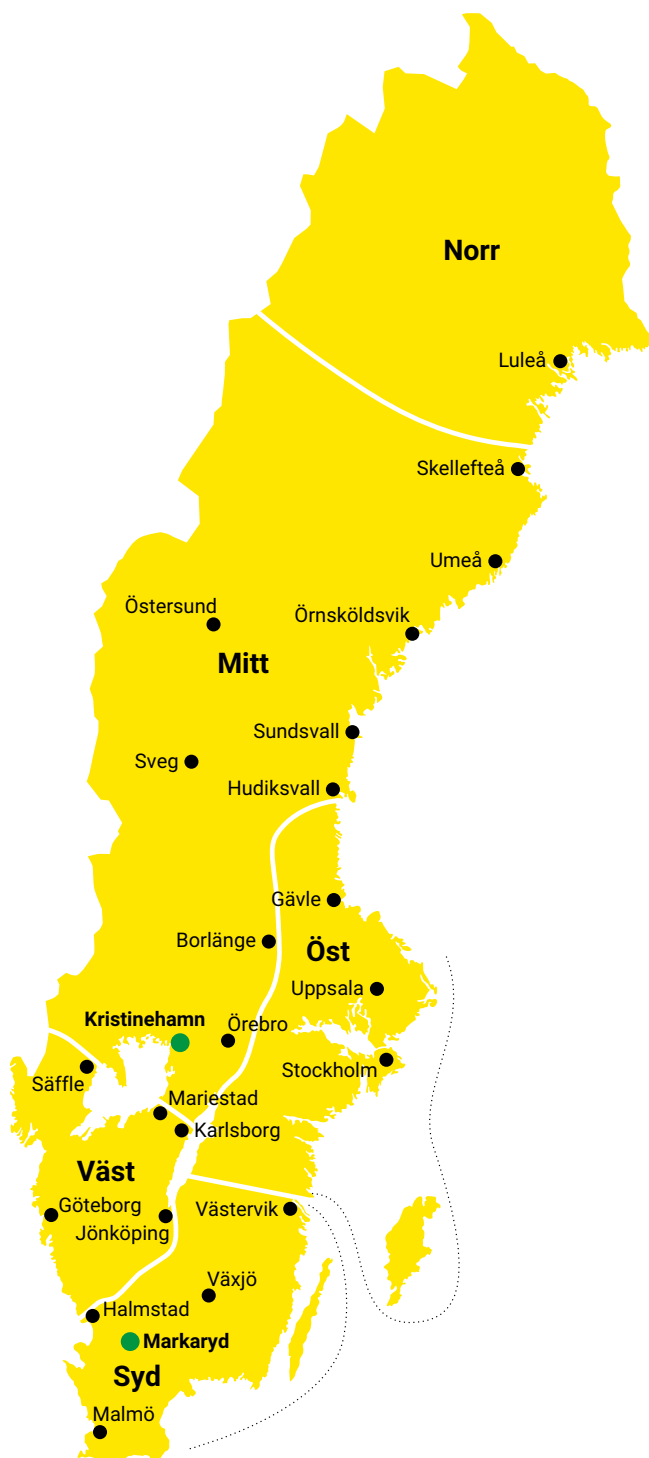 Norr
Luleå
Skellefteå
Umeå
Östersund
Örnsköldsvik
Mitt
Sundsvall
Sveg
Hudiksvall
Gävle
Borlänge
Öst
Uppsala
Kristinehamn
Örebro
Stockholm
Säffle
Mariestad
Karlsborg
Väst
Göteborg
Västervik
Jönköping
Växjö
Halmstad
Markaryd
Syd
Malmö